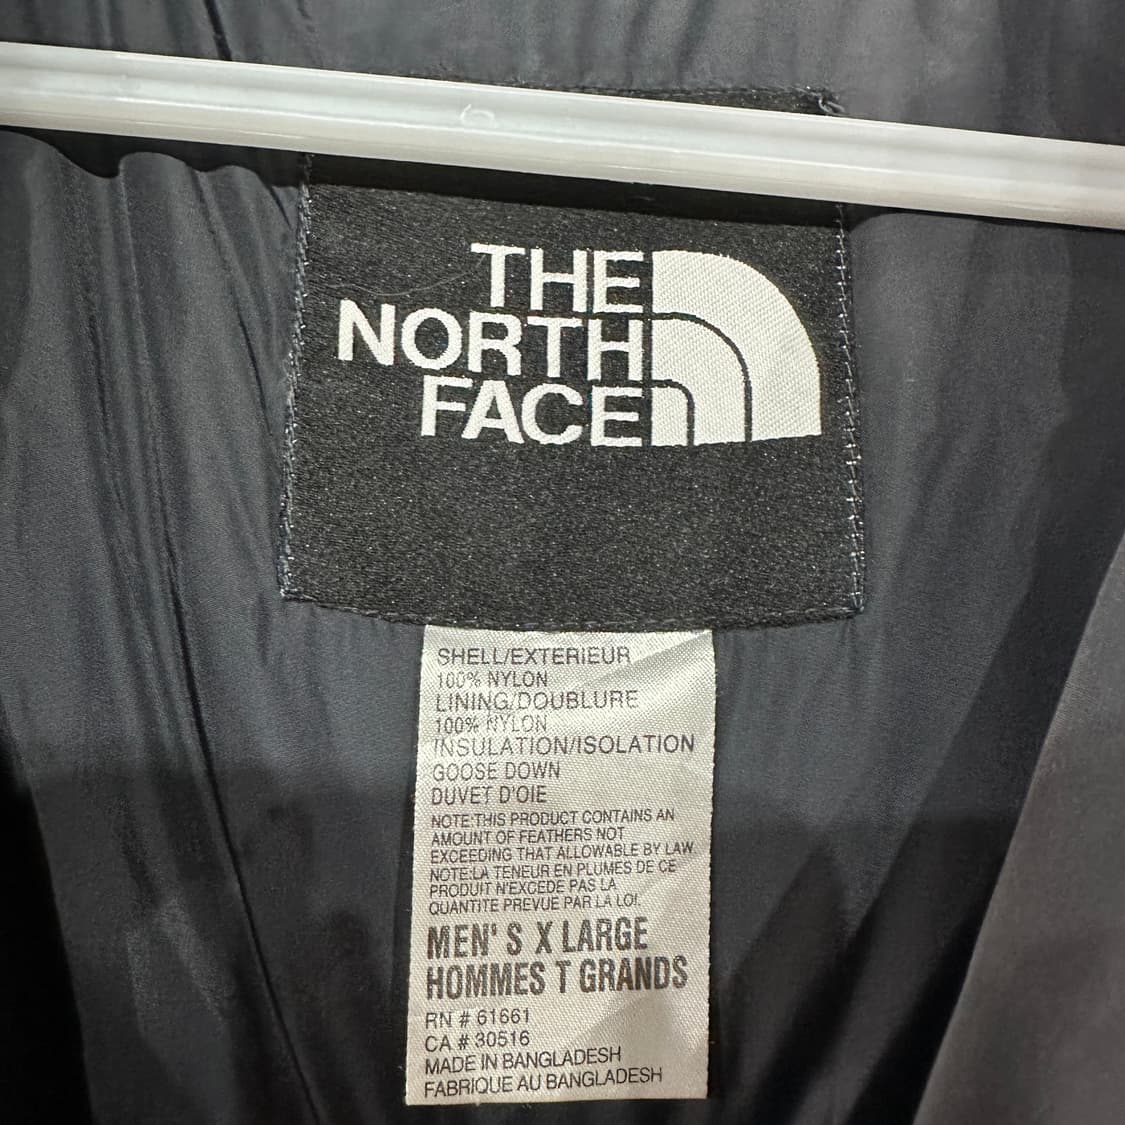 THE
NORTH
FACE
SHELL/EXTERIEUR
100% NYLON
LINING/DOUBLURE
100% NYLON
INSULATION/ISOLATION
GOOSE DOWN
DUVET D'OIE
NOTE:THIS PRODUCT CONTAINS AN
AMOUNT OF FEATHERS NOT
EXCEEDING THAT ALLOWABLE BY LAW
NOTE:LA TENEUR EN PLUMES DE CE
PRODUIT N'EXCEDE PAS LA
QUANTITE PREVUE PAR LA LOI.
MEN'S X LARGE
HOMMES T GRANDS
RN # 61661
CA # 30516
MADE IN BANGLADESH
FABRIQUE AU BANGLADESH